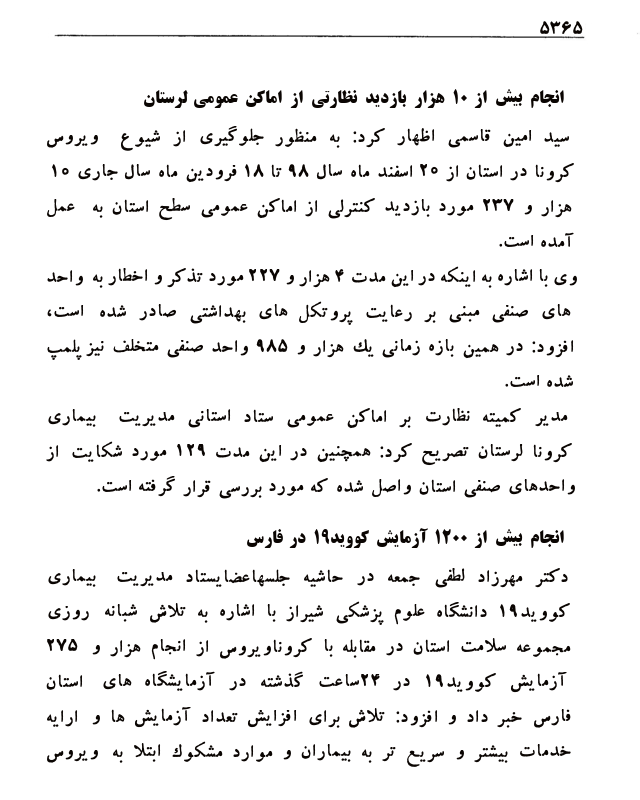 ۵۳۶۵
انجام بیش از ۱۰ هزار بازدید نظارتی از اماکن عمومی لرستان
سید امین قاسمی اظهار کرد: به منظور جلوگیری از شیوع ویروس
کرونا در استان از ۲۰ اسفند ماه سال ۹۸ تا ۱۸ فرودین ماه سال جاری ۱۰
هزار و ۲۳۷ مورد بازدید کنترلی از اماکن عمومی سطح استان به عمل
آمده است.
وی با اشاره به اینکه در این مدت ۴ هزار و ۲۲۷ مورد تذکر و اخطار به واحد
های صنفی مبنی بر رعایت پروتکل های بهداشتی صادر شده است،
افزود: در همین بازه زمانی یك هزار و ۹۸۵ واحد صنفی متخلف نیز پلمپ
شده است.
مدیر کمیته نظارت بر اماکن عمومی ستاد استانی مدیریت بیماری
کرونا لرستان تصریح کرد: همچنین در این مدت ۱۲۹ مورد شکایت از
واحدهای صنفی استان واصل شده که مورد بررسی قرار گرفته است.
انجام بیش از ۱۲۰۰ آزمایش کووید۱۹ در فارس
دکتر مهرزاد لطفی جمعه در حاشیه جلسهاعضایستاد مدیریت بیماری
کووید۱۹ دانشگاه علوم پزشکی شیراز با اشاره به تلاش شبانه روزی
مجموعه سلامت استان در مقابله با کروناویروس از انجام هزار و ۲۷۵
آزمایش کووید۱۹ در ۲۴ساعت گذشته در آزمایشگاه های استان
فارس خبر داد و افزود: تلاش برای افزایش تعداد آزمایش ها و ارایه
خدمات بیشتر و سریع تر به بیماران و موارد مشکوك ابتلا به ویروس